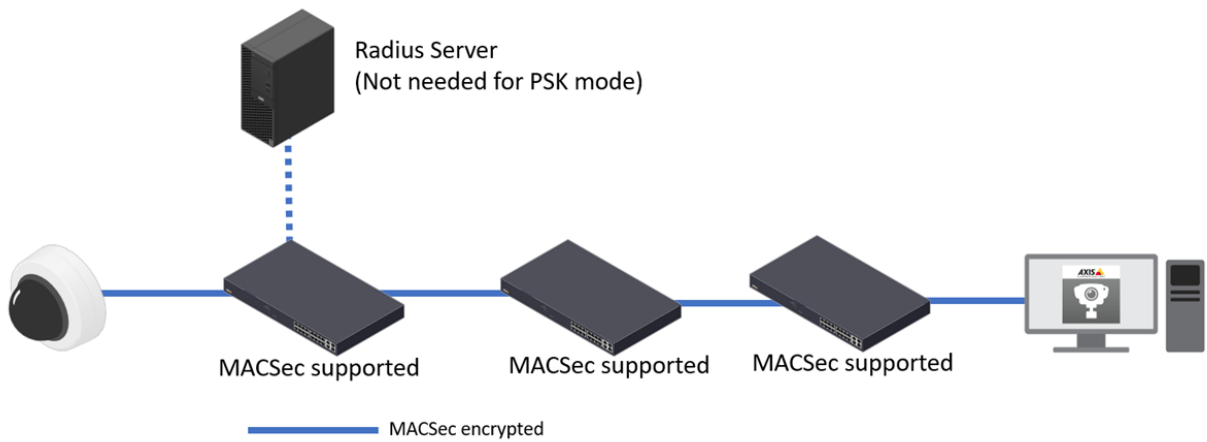 Radius Server
(Not needed for PSK mode)
AXIS
MACSec supported
MACSec supported
MACSec supported
MACSec encrypted